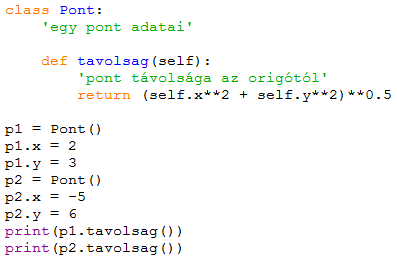 class Pont:
    'egy pont adatai'

    def tavolsag(self):
        'pont távolsága az origótól'
        return (self.x**2 + self.y**2)**0.5

p1 = Pont()
p1.x = 2
p1.y = 3
p2 = Pont()
p2.x = -5
p2.y = 6
print(p1.tavolsag())
print(p2.tavolsag())